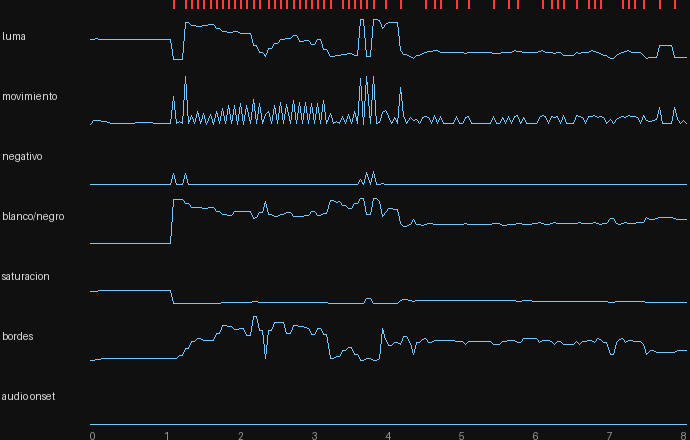 luma
movimiento
negativo
blanco/negro
saturacion
bordes
audio onset
0 1 2 3 4 5 6 7 8